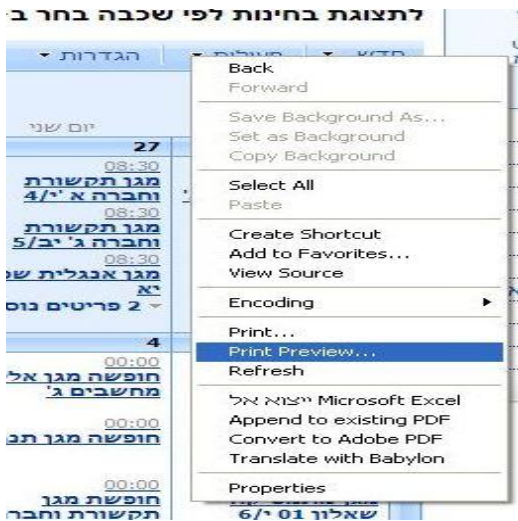 לתצוגת בחינות לפי שכבה בחר ב-
חדש פעולות הגדרות
יום שני
27
08:30
מגן תקשורת
וחברה א 'י/4
08:30
מגן תקשורת
וחברה ג' יב/5
08:30
מגן אנגלית
יא
2 פריטים
4
00:00
חופשה מגן
מחשבים ג'
00:00
חופשה מגן
00:00
חופשת מגן
תקשורת
שאלון 01 י/6
Back
Forward
Save Background As...
Set as Background
Copy Background
Select All
Paste
Create Shortcut
Add to Favorites...
View Source
Encoding
Print...
Print Preview...
Refresh
ייצוא אל Microsoft Excel
Append to existing PDF
Convert to Adobe PDF
Translate with Babylon
Properties